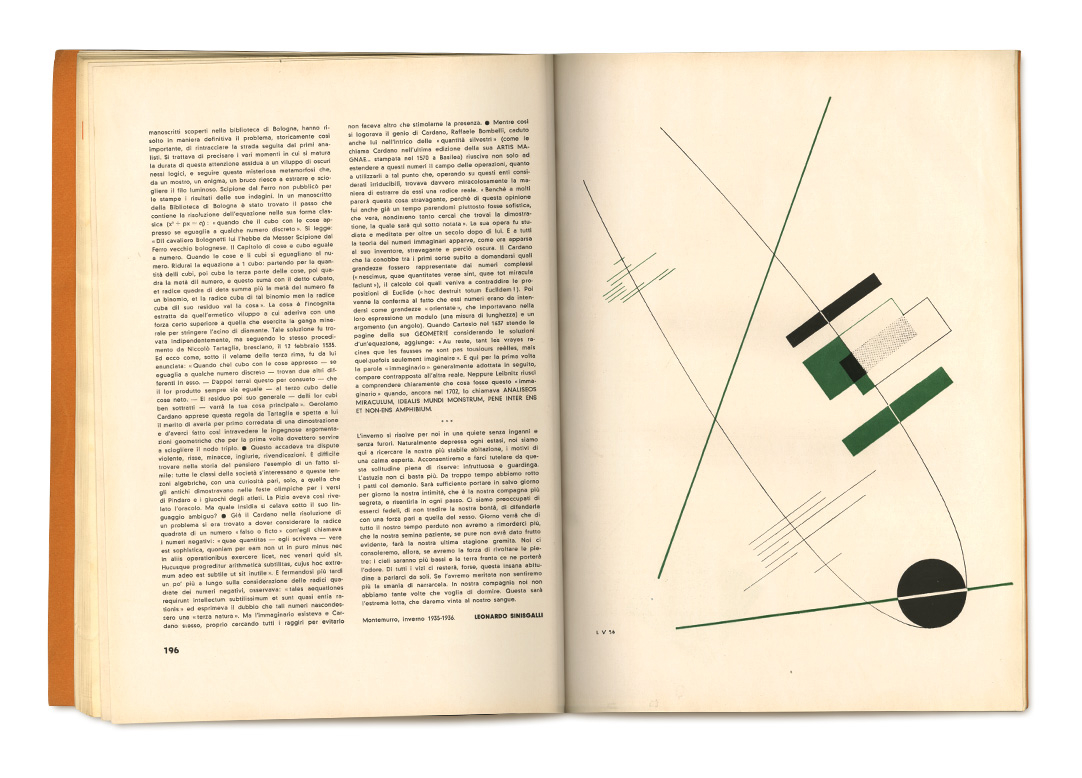 manoscritti scoperti nella biblioteca di Bologna, hanno ri-
solto in maniera definitiva il problema, storicamente così
importante, di rintracciare la strada seguita dai primi ana-
listi. Si trattava di precisare i veri momenti in cui si matura
la durata di questa attenzione assidua a un viluppo di oscuri
nessi logici, e seguire questa misteriosa metamorfosi che,
da un mostro, un enigma, un bruco riesce a estrarre e scio-
gliere il filo luminoso. Scipione dal Ferro non pubblicò per
le stampe i risultati delle sue indagini. In un manoscritto
della Biblioteca di Bologna è stato trovato il passo che
contiene la risoluzione dell'equazione nella sua forma clas-
sica (x³ + px = q): « quando che il cubo con le cose ap-
presso se eguaglia a qualche numero discreto ». Si legge:
« Dil cavaliero Bolognetti lui l'hebbe da Messer Scipione dal
Ferro vecchio bolognese. Il Capitolo di cose e cubo eguale
a numero. Quando le cose e li cubi si eguagliano al nu-
mero. Ridurai la equazione a 1 cubo: partendo per la quan-
tità delli cubi, poi cuba la terza parte delle cose, poi qua-
dra la metà dil numero, e questo suma con il detto cubato,
et radice quadra di detta summa più la metà del numero fa
un binomio, et la radice cuba di tal binomio men la radice
cuba dil suo residuo val la cosa ». La cosa è l'incognita
estratta da quell'ermetico viluppo a cui aderiva con una
forza certo superiore a quella che esercita la ganga mine-
rale per stringere l'acino di diamante. Tale soluzione fu tro-
vata indipendentemente, ma seguendo lo stesso procedi-
mento da Niccolò Tartaglia, bresciano, il 12 febbraio 1535.
Ed ecco come, sotto il velame della terza rima, fu da lui
enunciata: « Quando chel cubo con le cose appresso — se
eguaglia a qualche numero discreto — trovan due altri dif-
ferenti in esso. — Dappoi terrai questo per consueto — che
il lor produtto sempre sia eguale — al terzo cubo delle
cose neto. — El residuo poi suo generale — delli lor cubi
ben sottratti — varrà la tua cosa principale ». Gerolamo
Cardano apprese questa regola da Tartaglia e spetta a lui
il merito di averla per primo corredata di una dimostrazione
e d'averci fatto così intravedere le ingegnose argomenta-
zioni geometriche che per la prima volta dovettero servire
a sciogliere il nodo triplo. ● Questo accadeva tra dispute
violente, risse, minacce, ingiurie, rivendicazioni. È difficile
trovare nella storia del pensiero l'esempio di un fatto si-
mile: tutte le classi della società s'interessano a queste ten-
zoni algebriche, con una curiosità pari, solo, a quella che
gli antichi dimostravano nelle feste olimpiche per i versi
di Pindaro e i giuochi degli atleti. La Pizia aveva così rive-
lato l'oracolo. Ma quale insidia si celava sotto il suo lin-
guaggio ambiguo? ● Già il Cardano nella risoluzione di
un problema si era trovato a dover considerare la radice
quadrata di un numero « falso o ficto » com'egli chiamava
i numeri negativi: « quae quantitas — egli scriveva — vere
est sophistica, quoniam per eam non ut in puro minus nec
in aliis operationibus exercere licet, nec venari quid sit.
Hucusque progreditur arithmetica subtilitas, cujus hoc extre-
mum adeo est subtile ut sit inutile ». E fermandosi più tardi
un po' più a lungo sulla considerazione delle radici qua-
drate dei numeri negativi, osservava: « tales aequationes
requirunt intellectum subtilissimum et sunt quasi entia ra-
tionis » ed esprimeva il dubbio che tali numeri nascondes-
sero una « terza natura ». Ma l'immaginario esisteva e Car-
dano stesso, proprio cercando tutti i raggiri per evitarlo
196
non faceva altro che stimolarne la presenza. ● Mentre così
si logorava il genio di Cardano, Raffaele Bombelli, ceduto
anche lui nell'intrico delle « quantità silvestri » (come le
chiama Cardano nell'ultima edizione della sua ARTIS MA-
GNAE... stampata nel 1570 a Basilea) riusciva non solo ad
estendere a questi numeri il campo delle operazioni, quanto
a utilizzarli a tal punto che, operando su questi enti consi-
derati irriducibili, trovava davvero miracolosamente la ma-
niera di estrarre da essi una radice reale. « Benchè a molti
parerà questa cosa stravagante, perchè di questa opinione
fui anche già un tempo parendomi piuttosto fosse sofistica,
che vera, nondimeno tanto cercai che trovai la dimostra-
tione, la quale sarà qui sotto notata ». La sua opera fu stu-
diata e meditata per oltre un secolo dopo di lui. E a tutti
la teoria dei numeri immaginari apparve, come era apparsa
al suo inventore, stravagante e perciò oscura. Il Cardano
che la conobbe tra i primi sorse subito a domandarsi quali
grandezze fossero rappresentate dai numeri complessi
(« nescimus, quae quantitates verae sint, quae tot miracula
faciunt »), il calcolo coi quali veniva a contraddire le pro-
posizioni di Euclide (« hoc destruit totum Euclidem ! ). Poi
venne la conferma al fatto che essi numeri erano da inten-
dersi come grandezze « orientate », che importavano nella
loro espressione un modulo (una misura di lunghezza) e un
argomento (un angolo). Quando Cartesio nel 1637 stende le
pagine della sua GEOMETRIE considerando le soluzioni
d'un'equazione, aggiunge: « Au reste, tant les vrayes ra-
cines que les fausses ne sont pas tousjours réélles, mais
quelquefois seulement imaginaire ». E qui per la prima volta
la parola « immaginario » generalmente adottata in seguito,
compare contrapposta all'altra reale. Neppure Leibnitz riuscì
a comprendere chiaramente che cosa fosse questo « imma-
ginario » quando, ancora nel 1702, lo chiamava ANALISEOS
MIRACULUM, IDEALIS MUNDI MONSTRUM, PENE INTER ENS
ET NON-ENS AMPHIBIUM.
* * *
L'inverno si risolve per noi in una quiete senza inganni e
senza furori. Naturalmente depressa ogni estasi, noi siamo
qui a ricercare la nostra più stabile abitazione, i motivi di
una calma esperta. Acconsentiremo a farci tutelare da que-
sta solitudine piena di riserve: infruttuosa e guardinga.
L'astuzia non ci basta più. Da troppo tempo abbiamo rotto
i patti col demonio. Sarà sufficiente portare in salvo giorno
per giorno la nostra intimità, che è la nostra compagna più
segreta, e risentirla in ogni passo. Ci siamo preoccupati di
esserci fedeli, di non tradire la nostra bontà, di difenderla
con una forza pari a quella del sesso. Giorno verrà che di
tutto il nostro tempo perduto non avremo a rimorderci più,
che la nostra semina paziente, se pure non avrà dato frutto
evidente, farà la nostra ultima stagione gremita. Noi ci
consoleremo, allora, se avremo la forza di rivoltare le pie-
tre: i cieli saranno più bassi e la terra franta ce ne porterà
l'odore. Di tutti i vizi ci resterà, forse, questa insana abitu-
dine a parlarci da soli. Se l'avremo meritato non sentiremo
più la smania di narrarcela. In nostra compagnia noi non
abbiamo tante volte che voglia di dormire. Questa sarà
l'estrema lotta, che daremo vinta al nostro sangue.
Montemurro, inverno 1935-1936. LEONARDO SINISGALLI